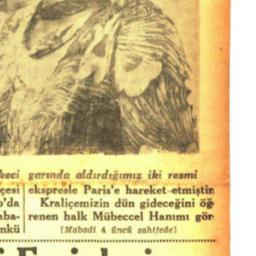 keci garında aldırdığımız iki resmi
çesi
o'da
aba-
nkü
ekspresle Paris'e hareket etmiştir
Kraliçemizin dün gideceğini öğ
renen halk Mübeccel Hanımı gör
[Mabadi 4 üncü sahifede]